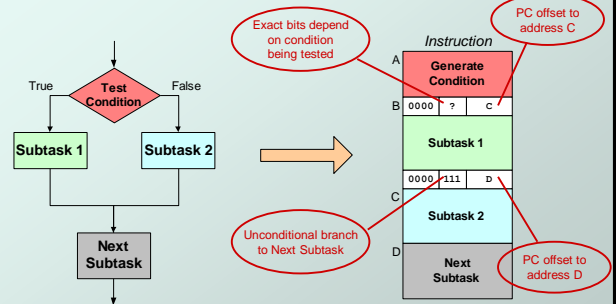 Test
Condition
True
False
Subtask 1
Subtask 2
Next
Subtask
Exact bits depend
on condition
being tested
PC offset to
address C
Instruction
A
Generate
Condition
B
0000 ? C
Subtask 1
0000 111 D
C
Subtask 2
D
Next
Subtask
Unconditional branch
to Next Subtask
PC offset to
address D